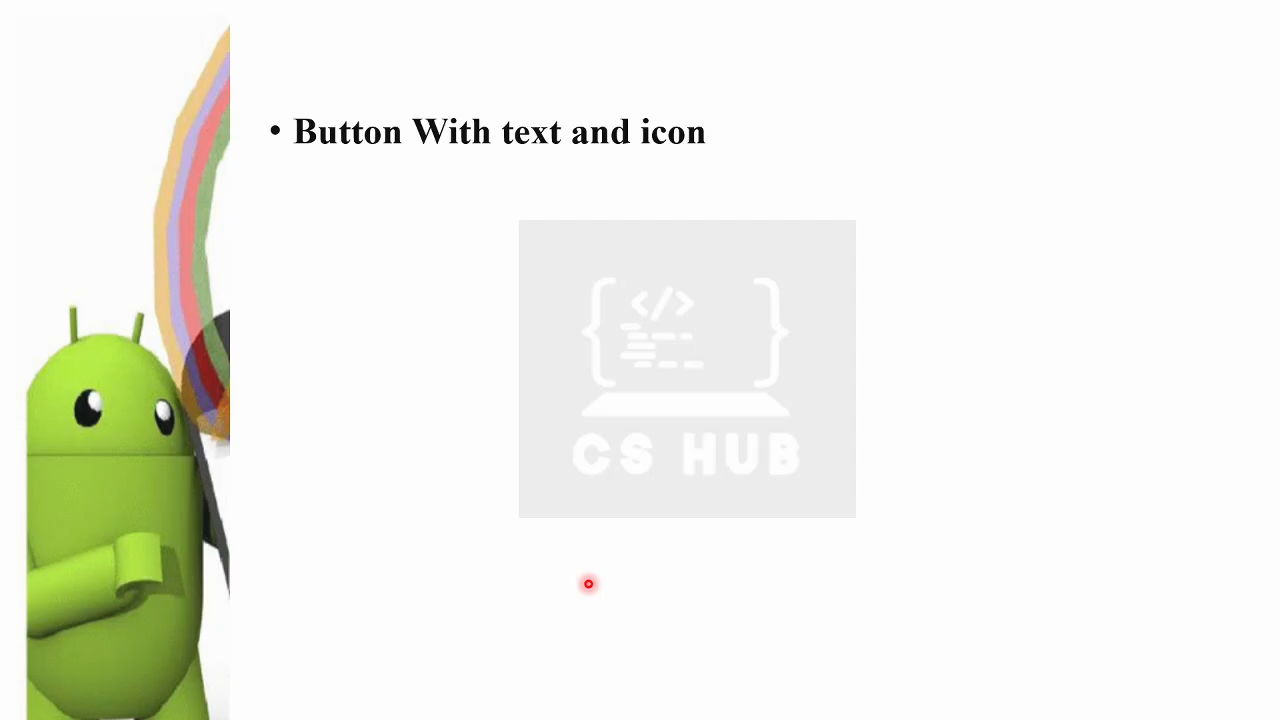 • Button With text and icon
{ </> }
CS HUB